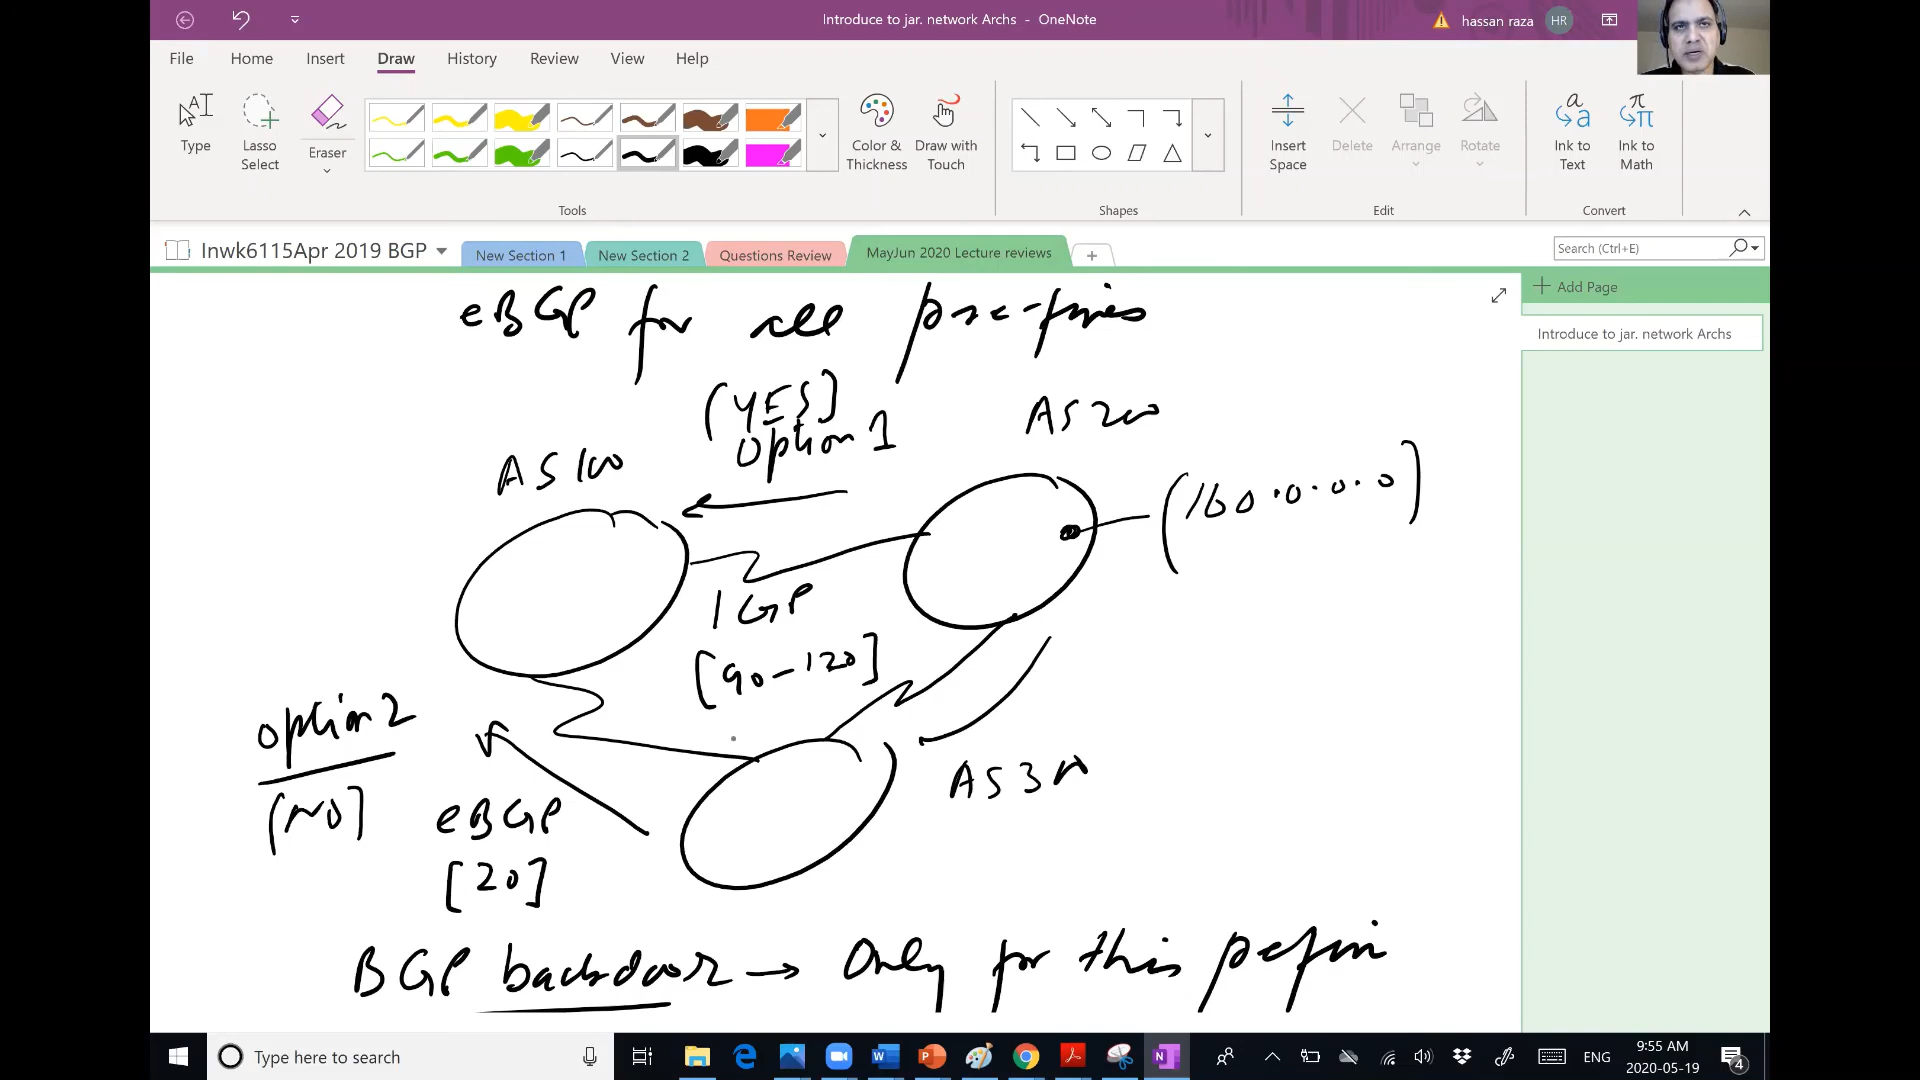 Introduce to jar. network Archs - OneNote
hassan raza HR
File Home Insert Draw History Review View Help
Type
Lasso Select
Eraser
Color & Thickness
Draw with Touch
Insert Space
Delete
Arrange
Rotate
Ink to Text
Ink to Math
Tools
Shapes
Edit
Convert
Inwk6115Apr 2019 BGP
New Section 1
New Section 2
Questions Review
MayJun 2020 Lecture reviews
Search (Ctrl+E)
Add Page
Introduce to jar. network Archs
eBGP for all pre-fixes
(YES]
option 1
AS 200
AS 100
(160.0.0.0)
IGP
[90-120]
option 2
(NO]
eBGP
[20]
AS 300
BGP backdoor → Only for this prefix
Type here to search
ENG
9:55 AM
2020-05-19
4